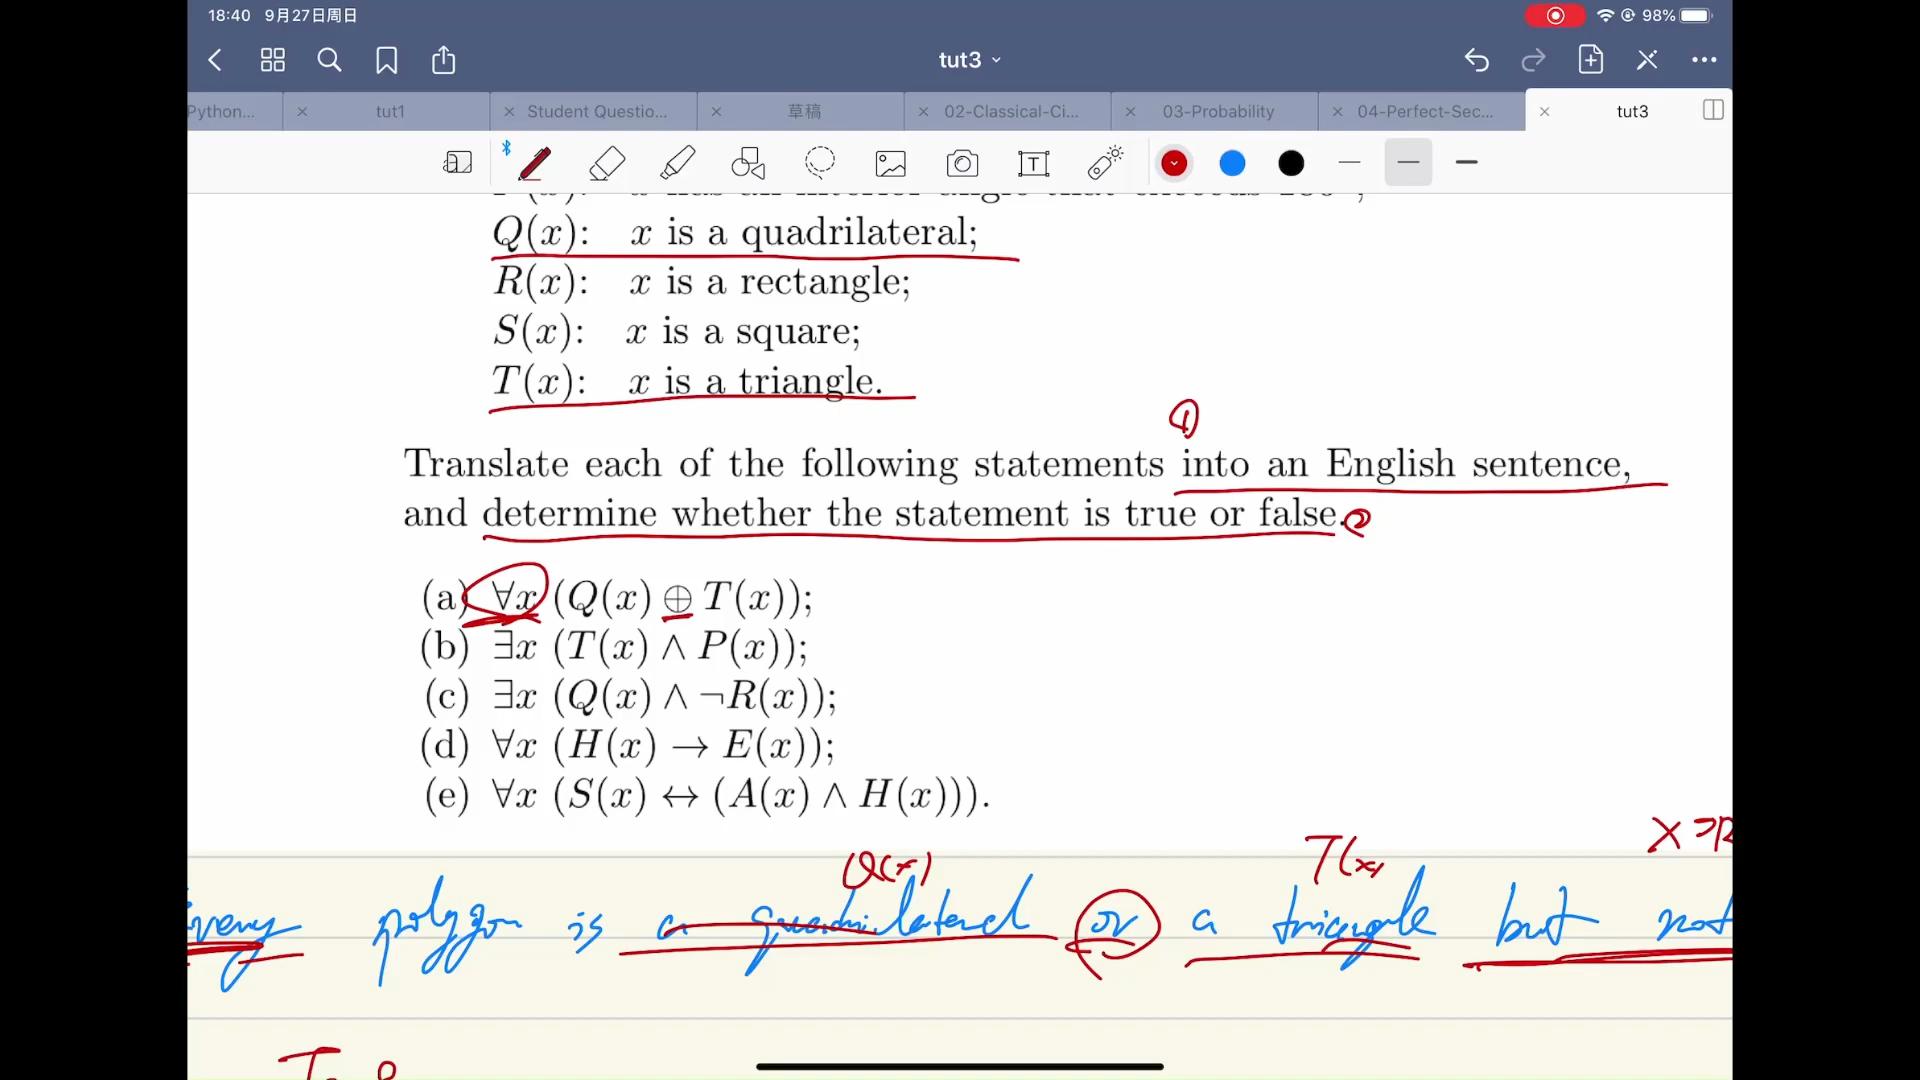 18:40 9月27日周日 98%
tut3
Python... tut1 Student Questio... 草稿 02-Classical-Ci... 03-Probability 04-Perfect-Sec... tut3
Q(x): x is a quadrilateral;
R(x): x is a rectangle;
S(x): x is a square;
T(x): x is a triangle.
①
Translate each of the following statements into an English sentence,
and determine whether the statement is true or false.
(a) ∀x (Q(x) ⊕ T(x));
(b) ∃x (T(x) ∧ P(x));
(c) ∃x (Q(x) ∧ ¬R(x));
(d) ∀x (H(x) → E(x));
(e) ∀x (S(x) ↔ (A(x) ∧ H(x))).
Q(x) T(x)
every polygon is a quadrilateral or a triangle but not